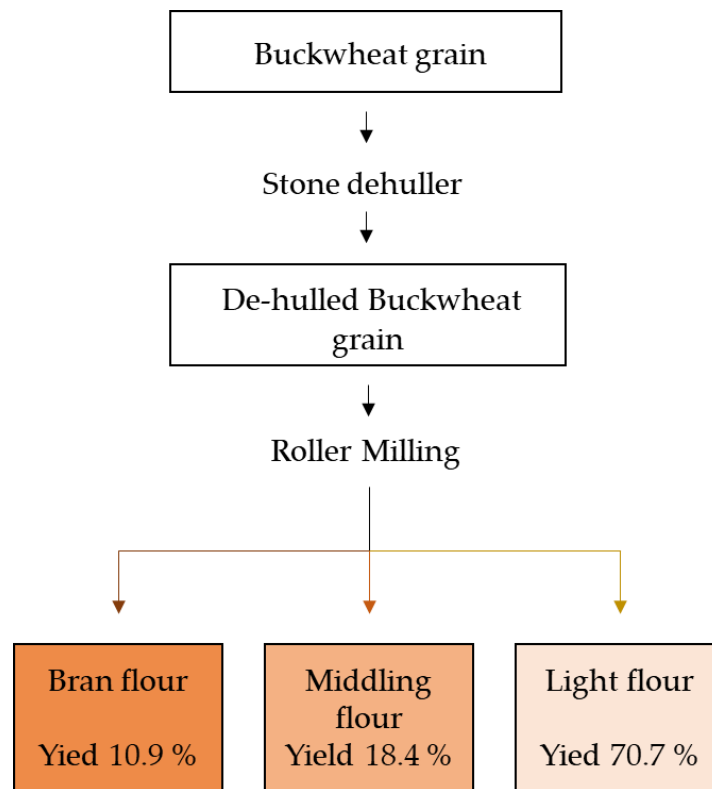 Buckwheat grain
Stone dehuller
De-hulled Buckwheat
grain
Roller Milling
Bran flour
Yied 10.9 %
Middling
flour
Yield 18.4 %
Light flour
Yied 70.7 %